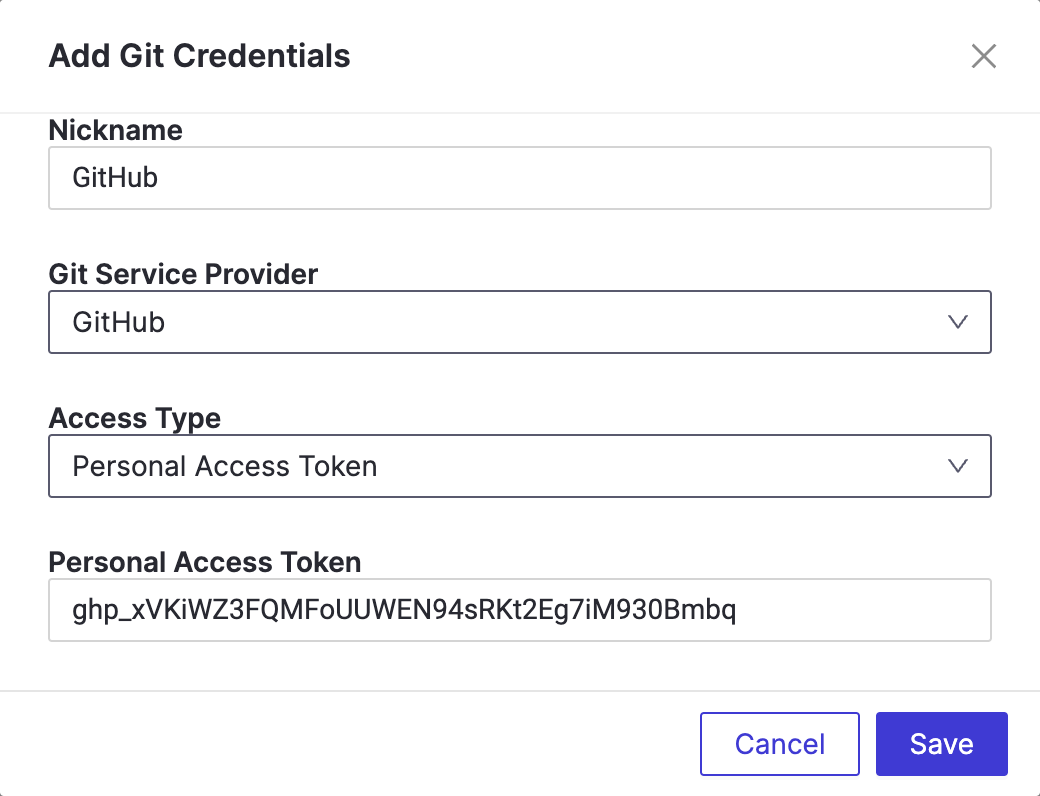 Add Git Credentials
Nickname
GitHub
Git Service Provider
GitHub
Access Type
Personal Access Token
Personal Access Token
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
Cancel
Save